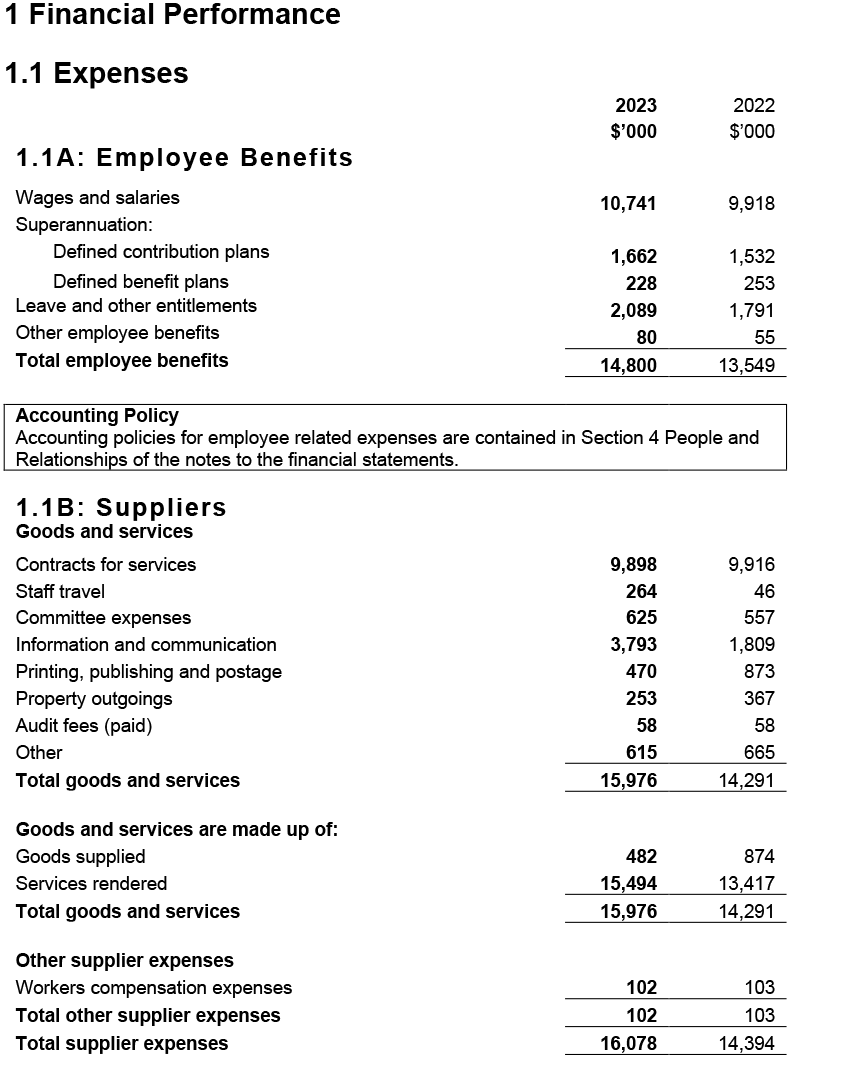 1 Financial Performance
1.1 Expenses
2023 2022
$’000 $’000
1.1A: Employee Benefits
Wages and salaries 10,741 9,918
Superannuation:
Defined contribution plans 1,662 1,532
Defined benefit plans 228 253
Leave and other entitlements 2,089 1,791
Other employee benefits 80 55
Total employee benefits 14,800 13,549
Accounting Policy
Accounting policies for employee related expenses are contained in Section 4 People and
Relationships of the notes to the financial statements.
1.1B: Suppliers
Goods and services
Contracts for services 9,898 9,916
Staff travel 264 46
Committee expenses 625 557
Information and communication 3,793 1,809
Printing, publishing and postage 470 873
Property outgoings 253 367
Audit fees (paid) 58 58
Other 615 665
Total goods and services 15,976 14,291
Goods and services are made up of:
Goods supplied 482 874
Services rendered 15,494 13,417
Total goods and services 15,976 14,291
Other supplier expenses
Workers compensation expenses 102 103
Total other supplier expenses 102 103
Total supplier expenses 16,078 14,394